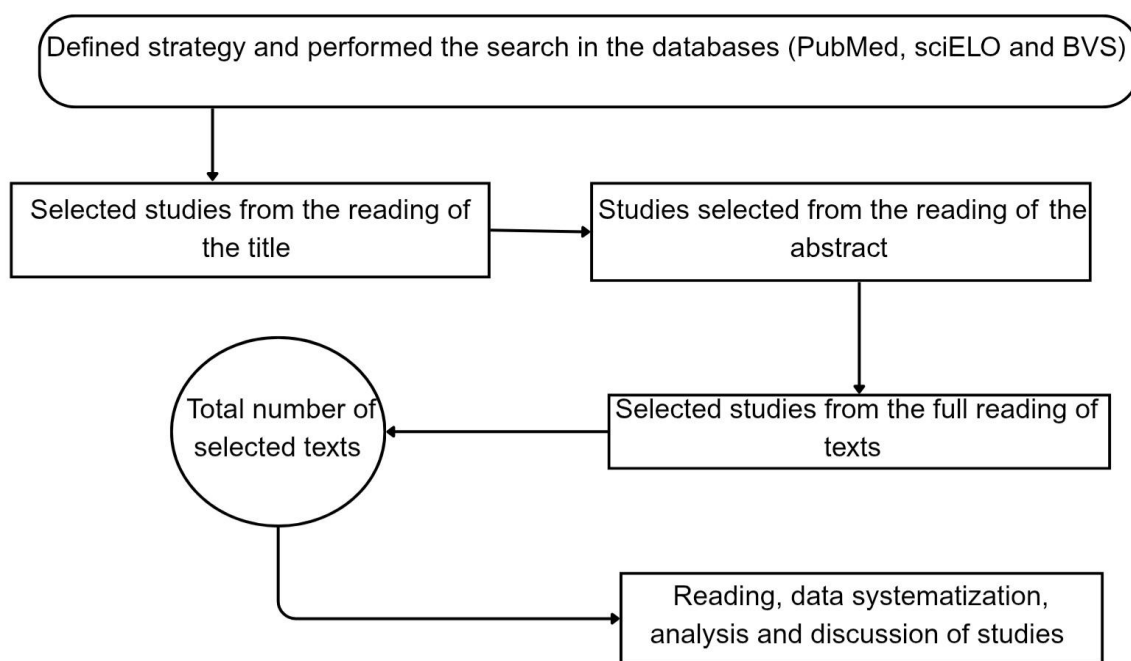 Defined strategy and performed the search in the databases (PubMed, sciELO and BVS)
Selected studies from the reading of
the title
Studies selected from the reading of the
abstract
Selected studies from the full reading of
texts
Total number of
selected texts
Reading, data systematization,
analysis and discussion of studies